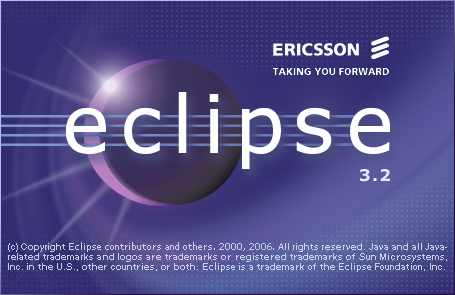 ERICSSON
TAKING YOU FORWARD
eclipse
3.2
(c) Copyright Eclipse contributors and others. 2000, 2006. All rights reserved. Java and all Java-
related trademarks and logos are trademarks or registered trademarks of Sun Microsystems,
Inc. in the U.S., other countries, or both. Eclipse is a trademark of the Eclipse Foundation, Inc.